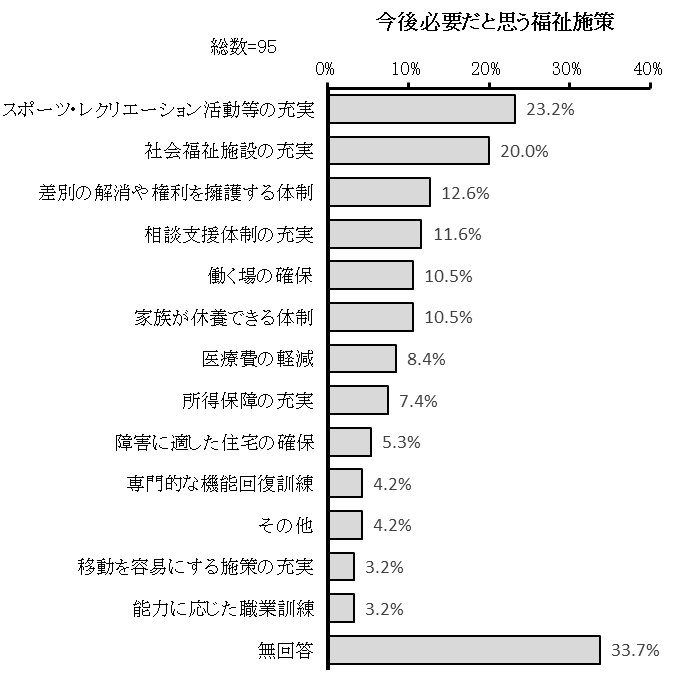 今後必要だと思う福祉施策
総数=95
0% 10% 20% 30% 40%
スポーツ・レクリエーション活動等の充実 23.2%
社会福祉施設の充実 20.0%
差別の解消や権利を擁護する体制 12.6%
相談支援体制の充実 11.6%
働く場の確保 10.5%
家族が休養できる体制 10.5%
医療費の軽減 8.4%
所得保障の充実 7.4%
障害に適した住宅の確保 5.3%
専門的な機能回復訓練 4.2%
その他 4.2%
移動を容易にする施策の充実 3.2%
能力に応じた職業訓練 3.2%
無回答 33.7%